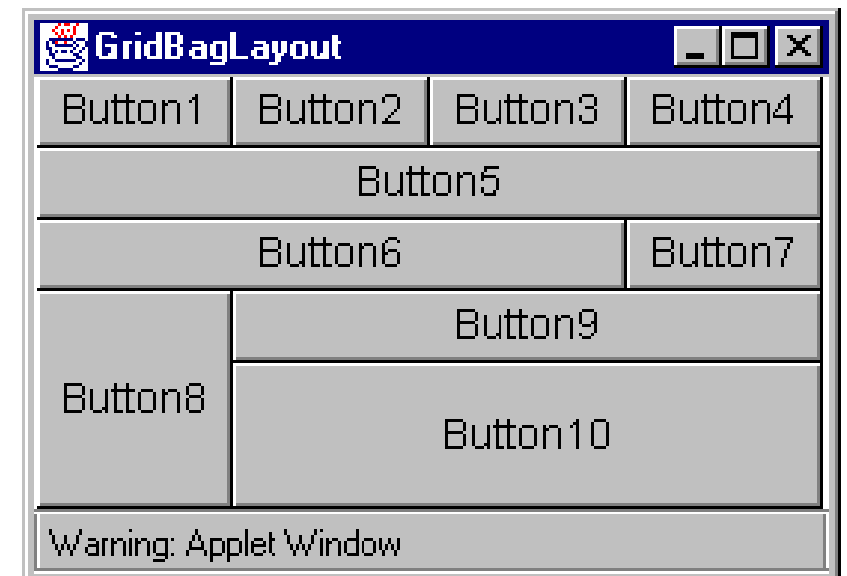 GridBagLayout
Button1 Button2 Button3 Button4
Button5
Button6 Button7
Button9
Button8
Button10
Warning: Applet Window